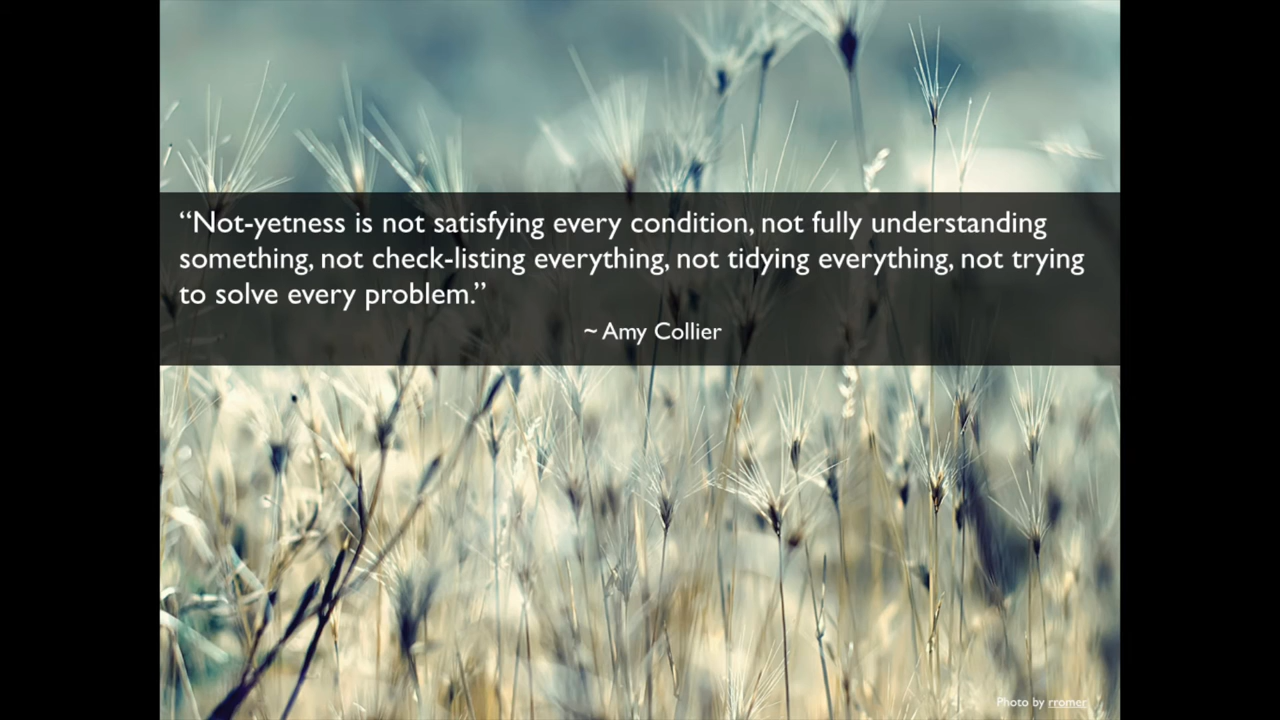 “Not-yetness is not satisfying every condition, not fully understanding
something, not check-listing everything, not tidying everything, not trying
to solve every problem.”
~ Amy Collier
Photo by rromer